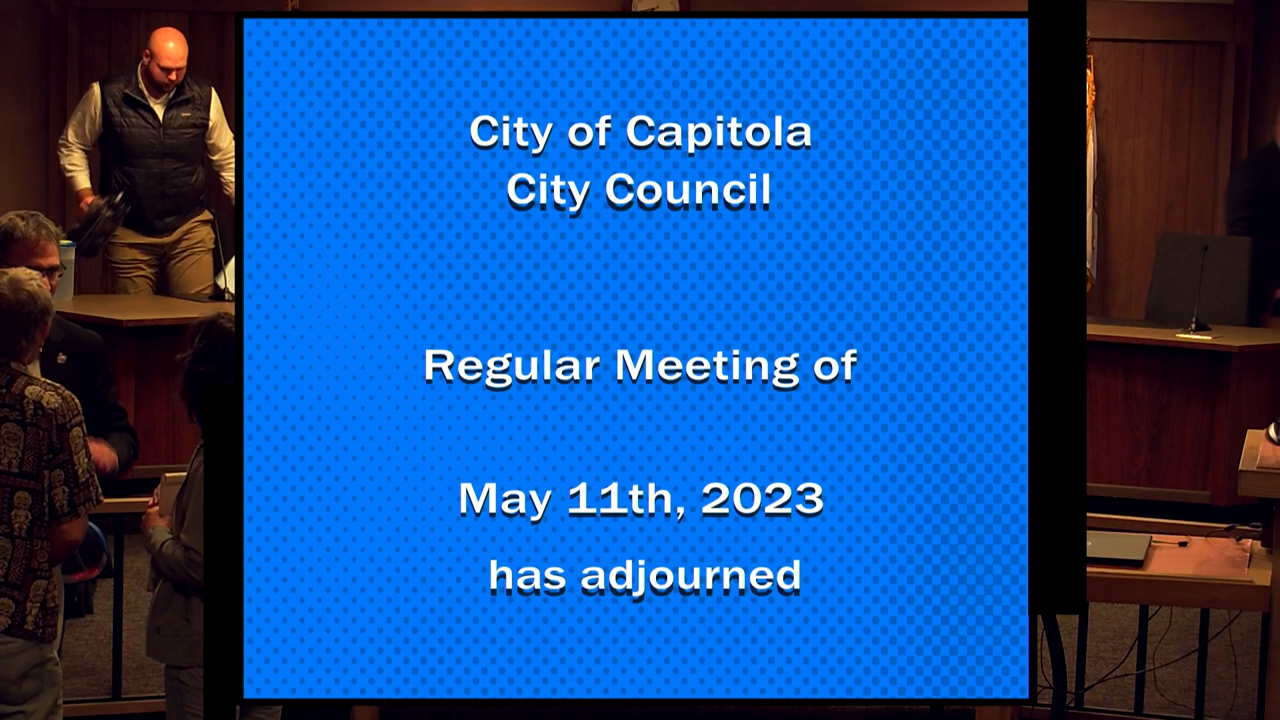 City of Capitola
City Council
Regular Meeting of
May 11th, 2023
has adjourned